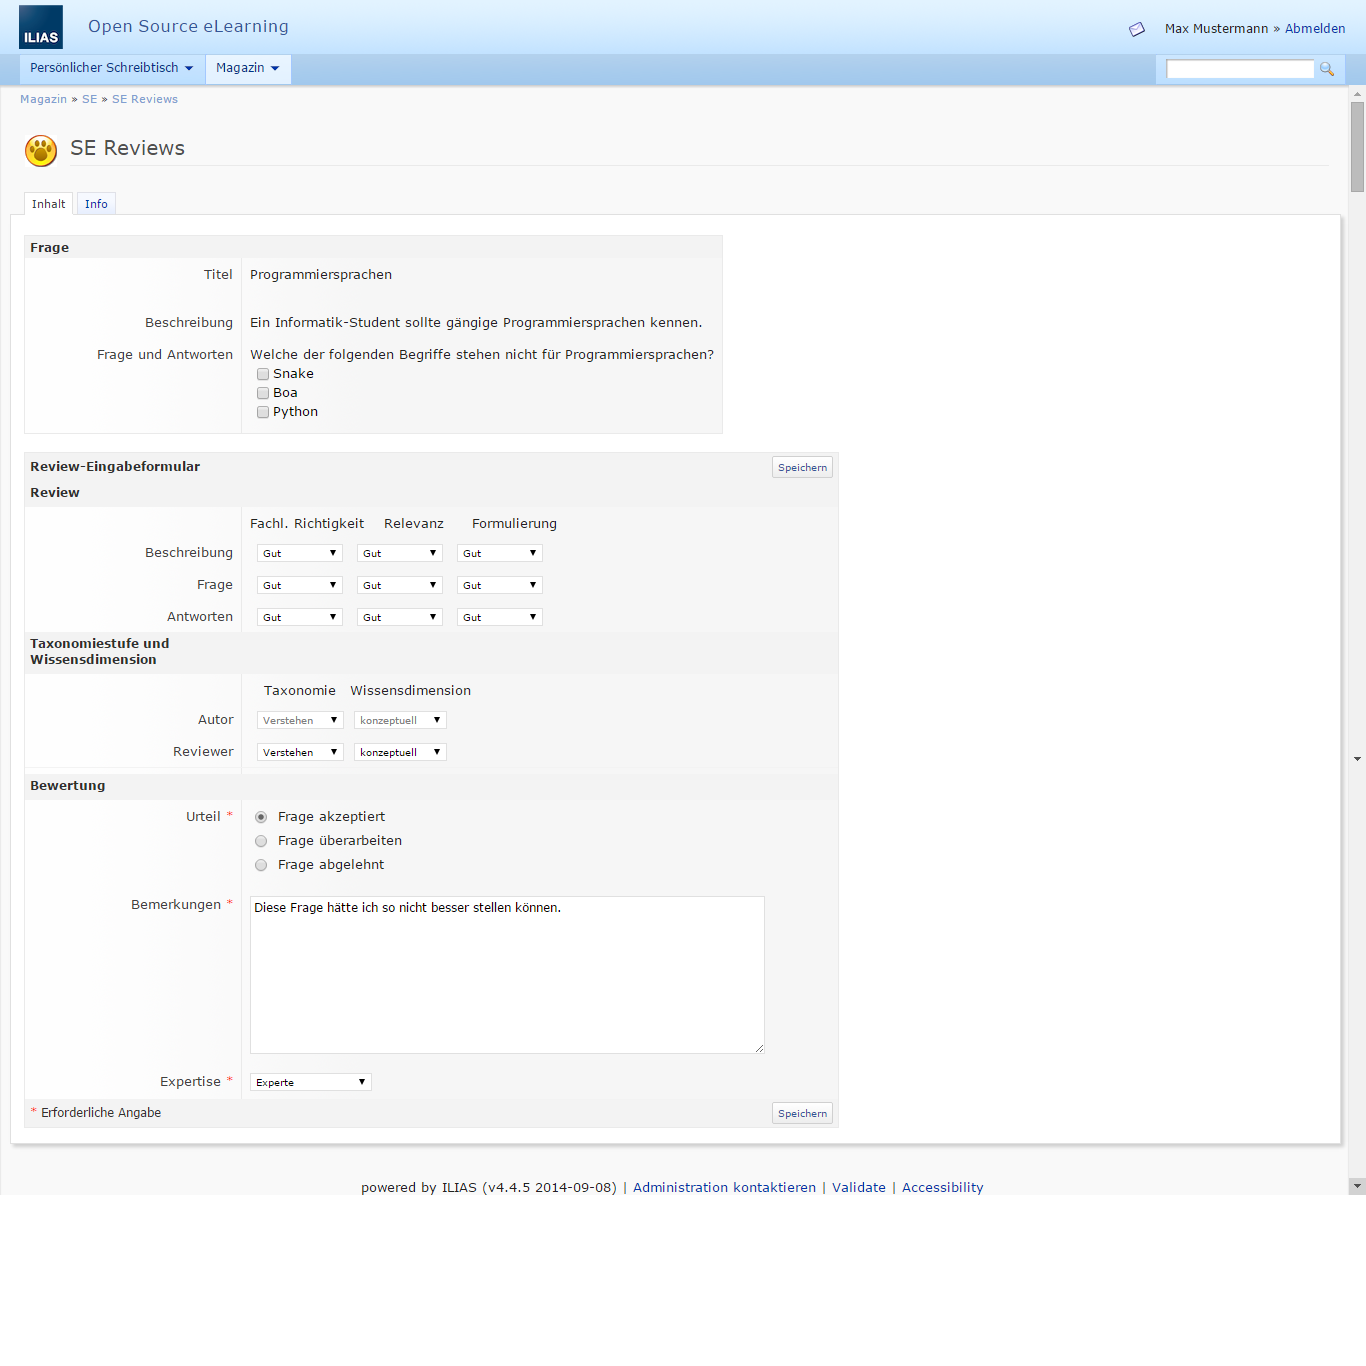 ILIAS
Open Source eLearning
Max Mustermann » Abmelden
Persönlicher Schreibtisch
Magazin
Magazin » SE » SE Reviews
SE Reviews
Inhalt
Info
Frage
Titel
Programmiersprachen
Beschreibung
Ein Informatik-Student sollte gängige Programmiersprachen kennen.
Frage und Antworten
Welche der folgenden Begriffe stehen nicht für Programmiersprachen?
Snake
Boa
Python
Review-Eingabeformular
Speichern
Review
Fachl. Richtigkeit Relevanz Formulierung
Beschreibung Gut Gut Gut
Frage Gut Gut Gut
Antworten Gut Gut Gut
Taxonomiestufe und
Wissensdimension
Taxonomie Wissensdimension
Autor Verstehen konzeptuell
Reviewer Verstehen konzeptuell
Bewertung
Urteil *
Frage akzeptiert
Frage überarbeiten
Frage abgelehnt
Bemerkungen *
Diese Frage hätte ich so nicht besser stellen können.
Expertise * Experte
* Erforderliche Angabe
Speichern
powered by ILIAS (v4.4.5 2014-09-08) | Administration kontaktieren | Validate | Accessibility